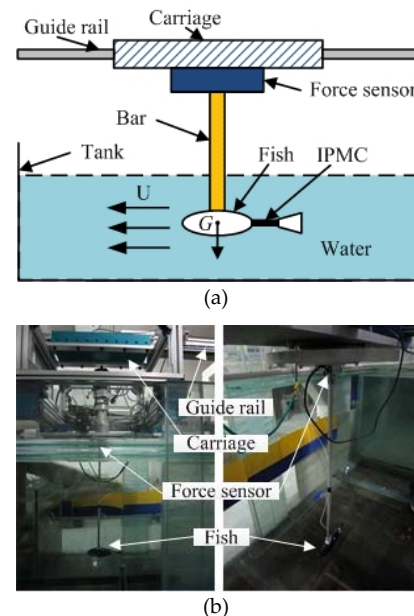 Carriage
Guide rail
Force sensor
Bar
Tank
Fish
IPMC
U
G
Water
(a)
Guide rail
Carriage
Force sensor
Fish
(b)